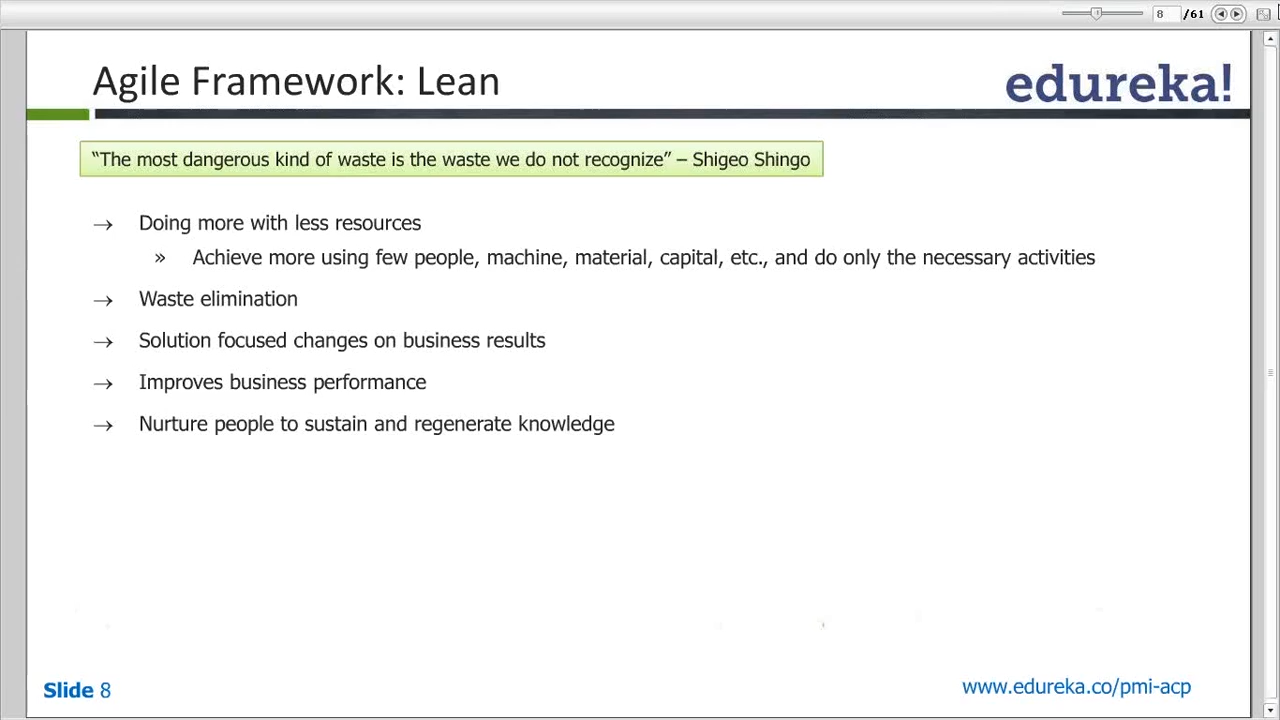 8 /61
Agile Framework: Lean
edureka!
“The most dangerous kind of waste is the waste we do not recognize” – Shigeo Shingo
→ Doing more with less resources
» Achieve more using few people, machine, material, capital, etc., and do only the necessary activities
→ Waste elimination
→ Solution focused changes on business results
→ Improves business performance
→ Nurture people to sustain and regenerate knowledge
Slide 8
www.edureka.co/pmi-acp